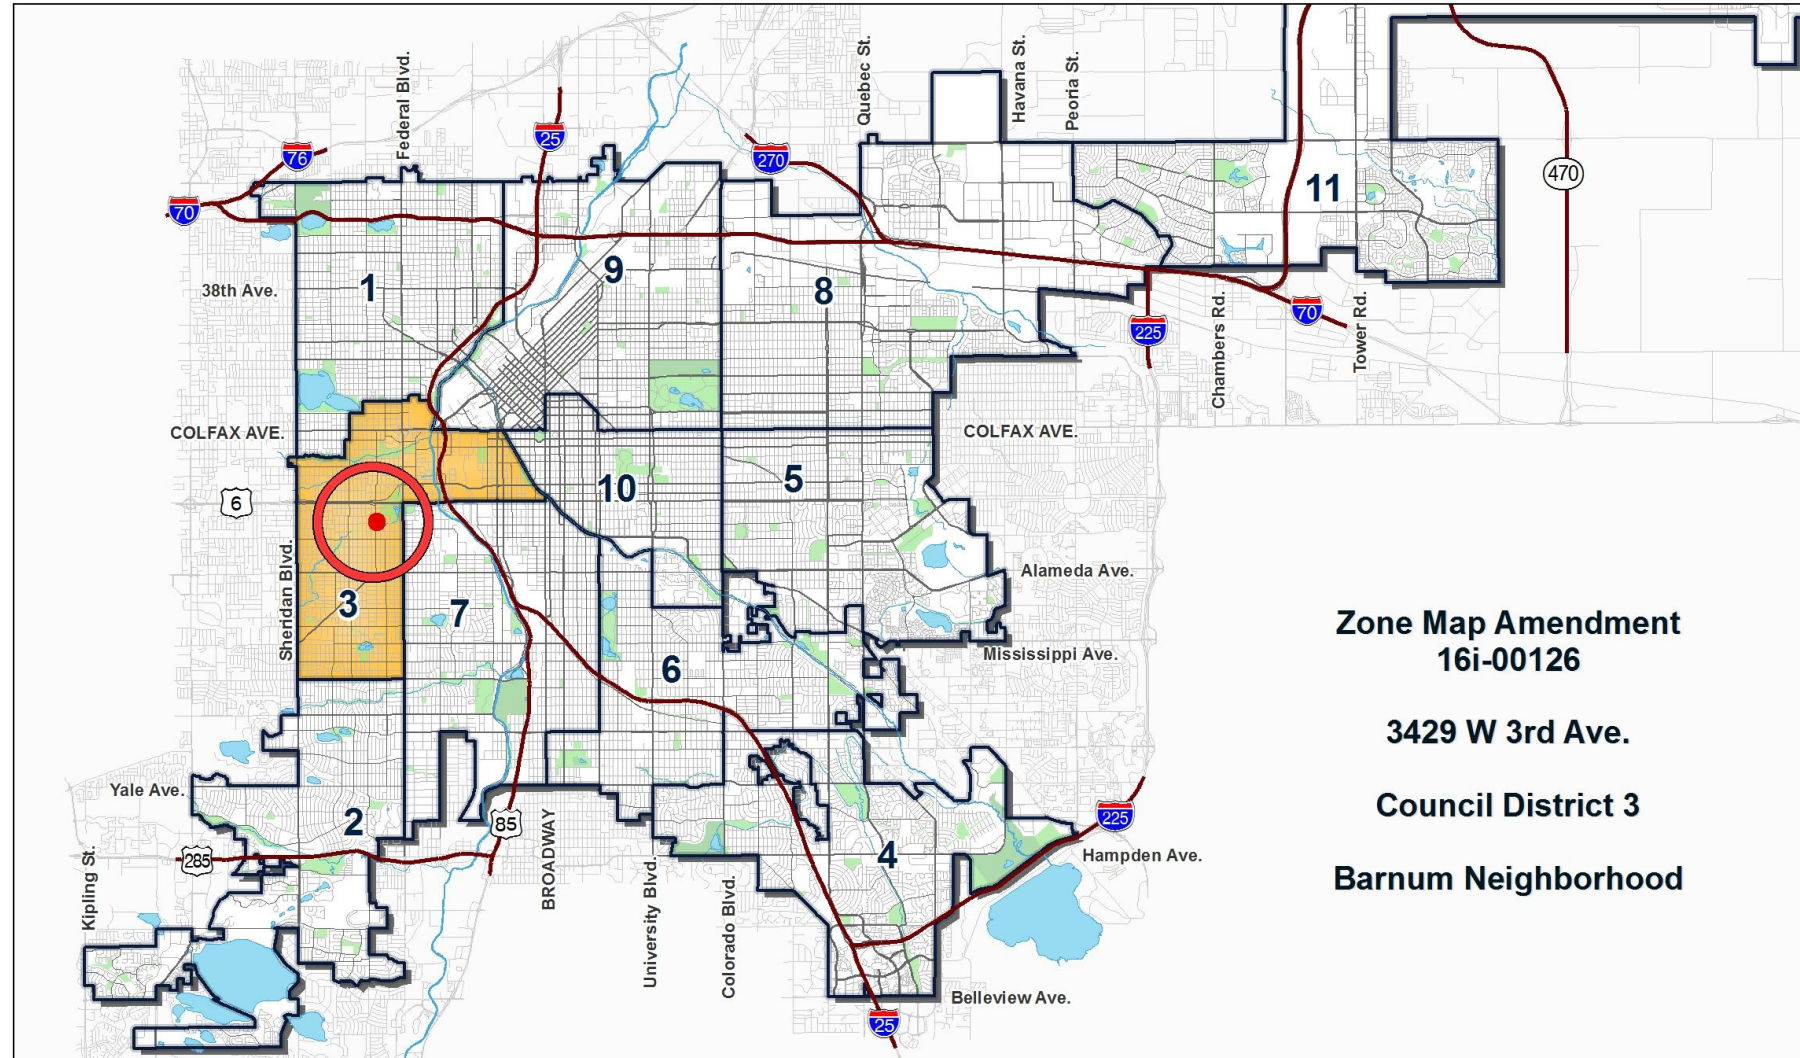 Federal Blvd.
Quebec St.
Havana St.
Peoria St.
76
25
270
70
470
11
38th Ave.
1
9
8
225
70
Chambers Rd.
Tower Rd.
COLFAX AVE.
COLFAX AVE.
6
10
5
Sheridan Blvd.
Alameda Ave.
3
7
6
Mississippi Ave.
Zone Map Amendment
16i-00126
3429 W 3rd Ave.
Council District 3
Barnum Neighborhood
Yale Ave.
2
85
285
BROADWAY
4
225
Hampden Ave.
Kipling St.
University Blvd.
Colorado Blvd.
Belleview Ave.
25